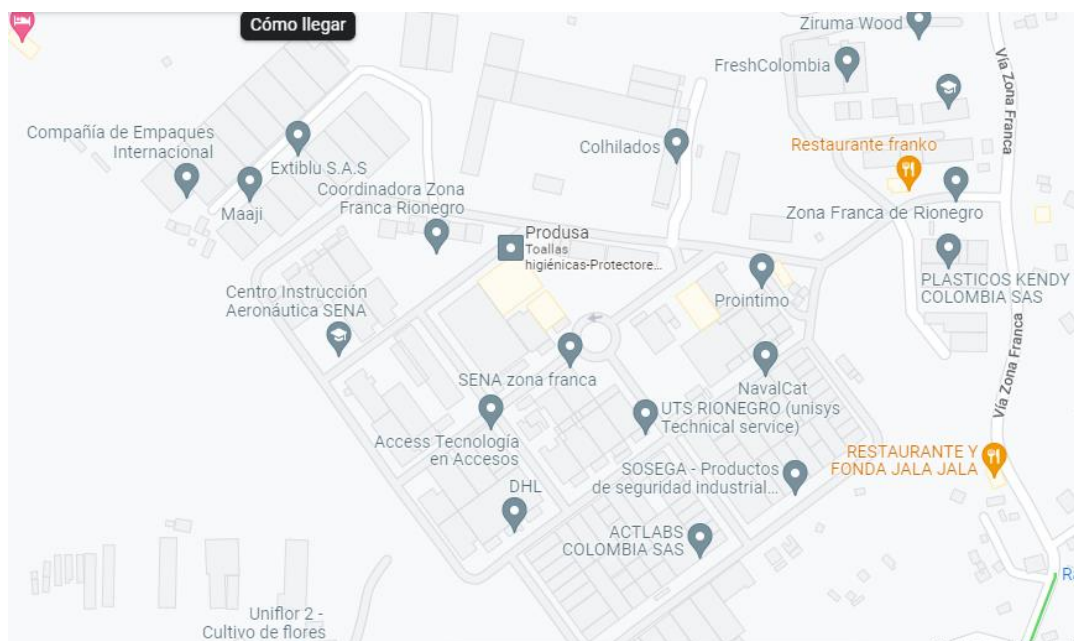 Cómo llegar
Ziruma Wood
FreshColombia
Vía Zona Franca
Compañía de Empaques
Internacional
Extiblu S.A.S
Colhilados
Restaurante franko
Maaji
Coordinadora Zona
Franca Rionegro
Zona Franca de Rionegro
Produsa
Toallas
higiénicas-Protectore...
PLASTICOS KENDY
COLOMBIA SAS
Centro Instrucción
Aeronáutica SENA
Prointimo
SENA zona franca
NavalCat
Vía Zona Franca
UTS RIONEGRO (unisys
Technical service)
Access Tecnología
en Accesos
RESTAURANTE Y
FONDA JALA JALA
SOSEGA - Productos
de seguridad industrial...
DHL
ACTLABS
COLOMBIA SAS
Uniflor 2 -
Cultivo de flores